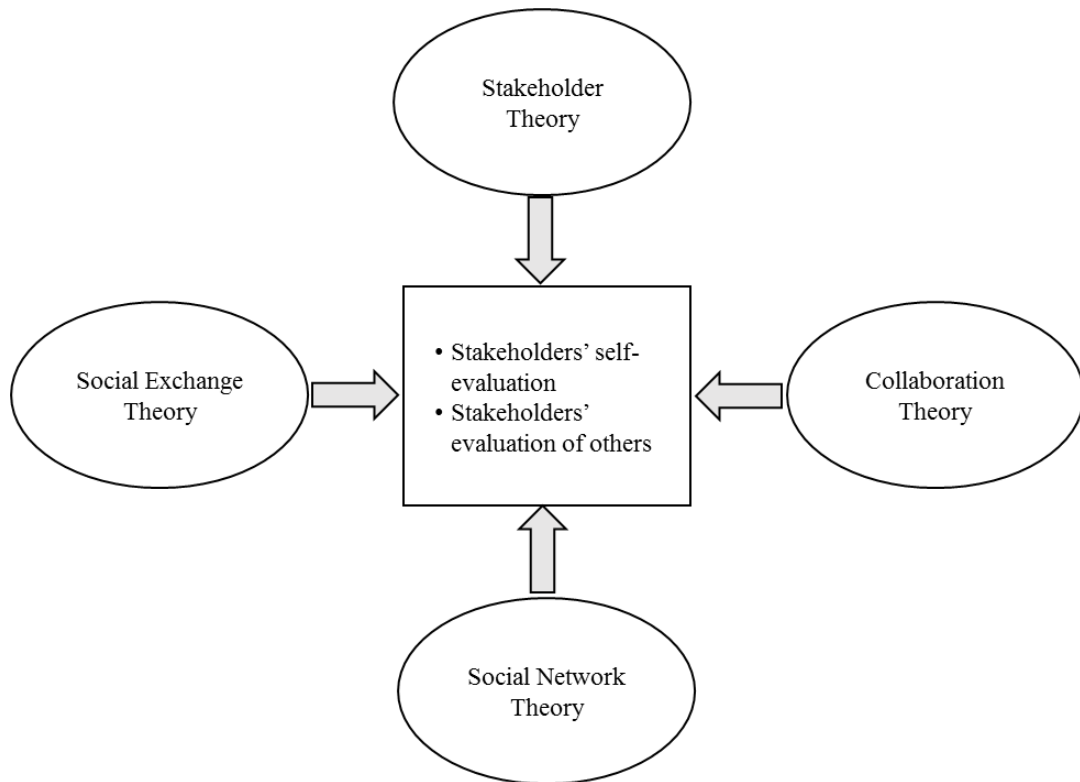 Stakeholder
Theory
Social Exchange
Theory
• Stakeholders’ self-
evaluation
• Stakeholders’
evaluation of others
Collaboration
Theory
Social Network
Theory